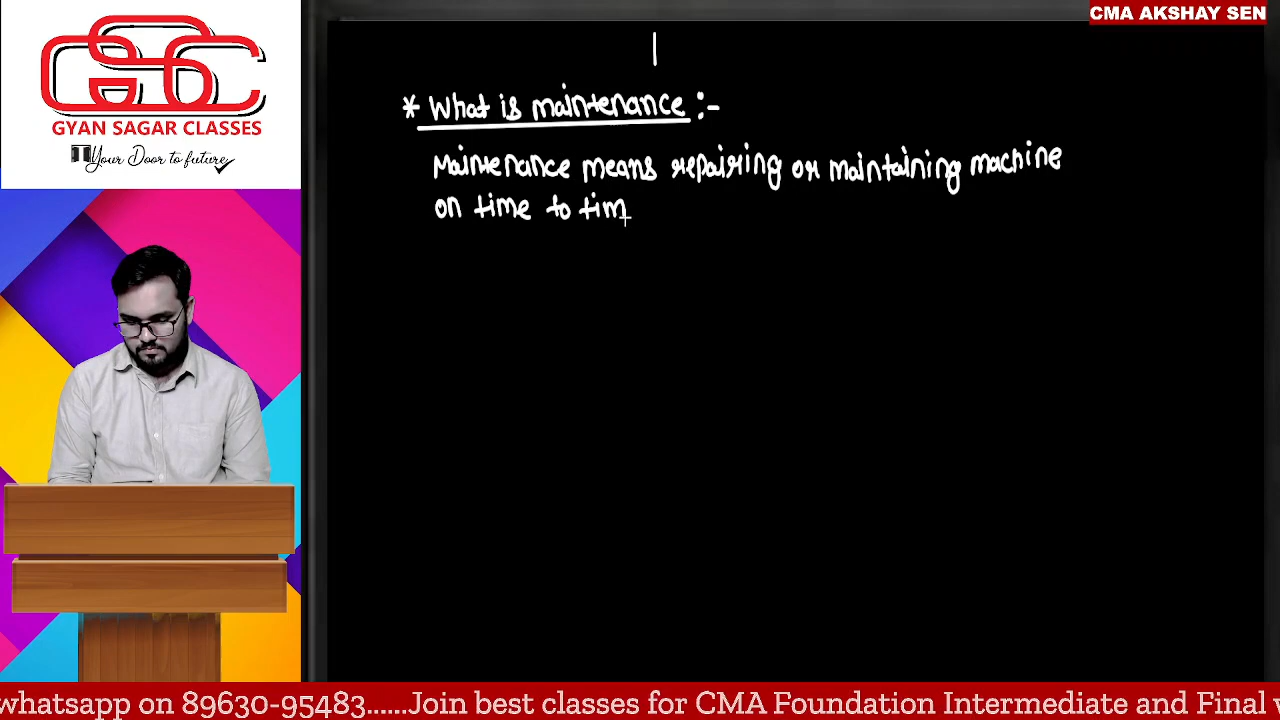 CMA AKSHAY SEN
GSC
GYAN SAGAR CLASSES
Your Door to future
* What is maintenance :-
Maintenance means repairing or maintaining machine
on time to tim
whatsapp on 89630-95483......Join best classes for CMA Foundation Intermediate and Final